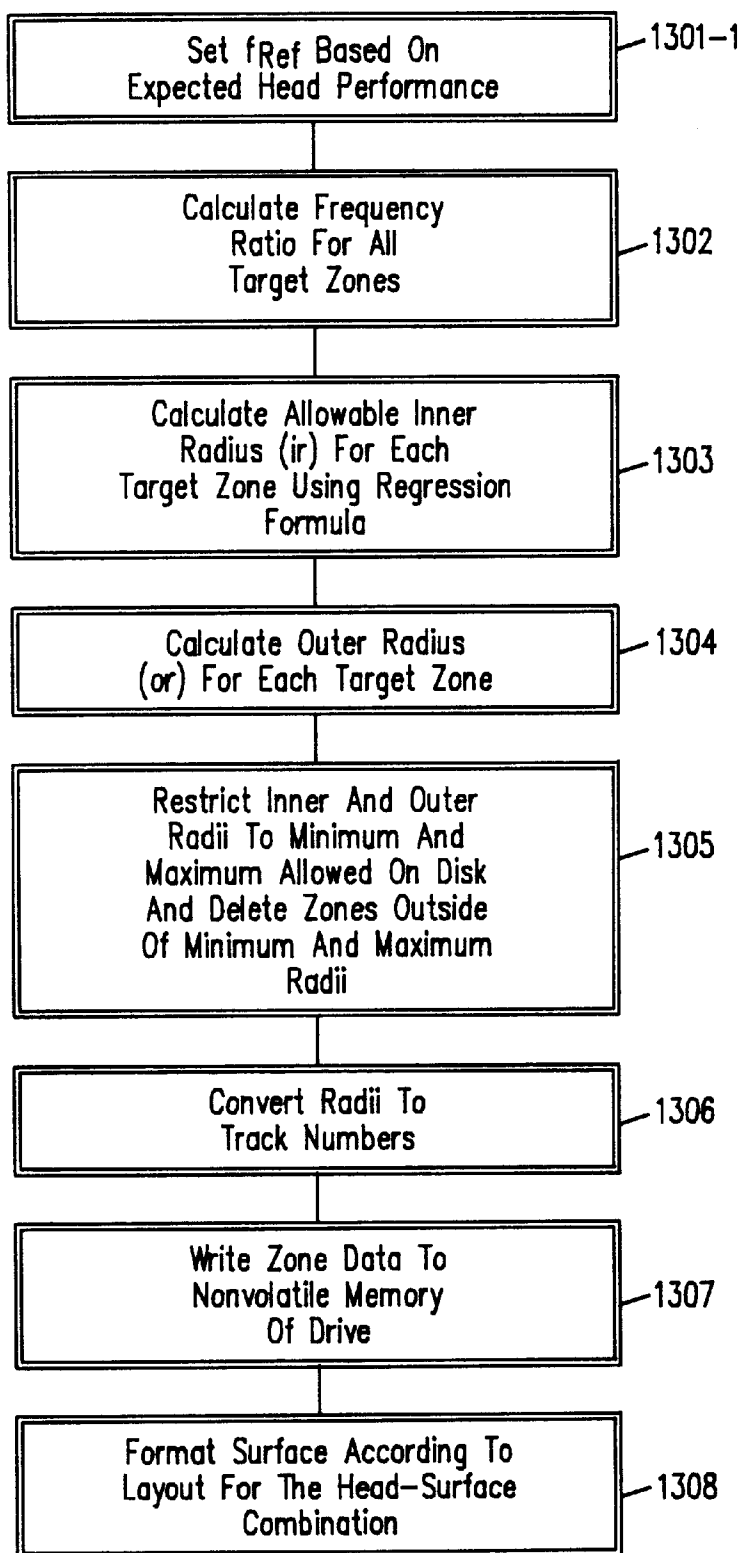 Set fRef Based On
Expected Head Performance
1301-1
Calculate Frequency
Ratio For All
Target Zones
1302
Calculate Allowable Inner
Radius (ir) For Each
Target Zone Using Regression
Formula
1303
Calculate Outer Radius
(or) For Each Target Zone
1304
Restrict Inner And Outer
Radii To Minimum And
Maximum Allowed On Disk
And Delete Zones Outside
Of Minimum And Maximum
Radii
1305
Convert Radii To
Track Numbers
1306
Write Zone Data To
Nonvolatile Memory
Of Drive
1307
Format Surface According To
Layout For The Head-Surface
Combination
1308